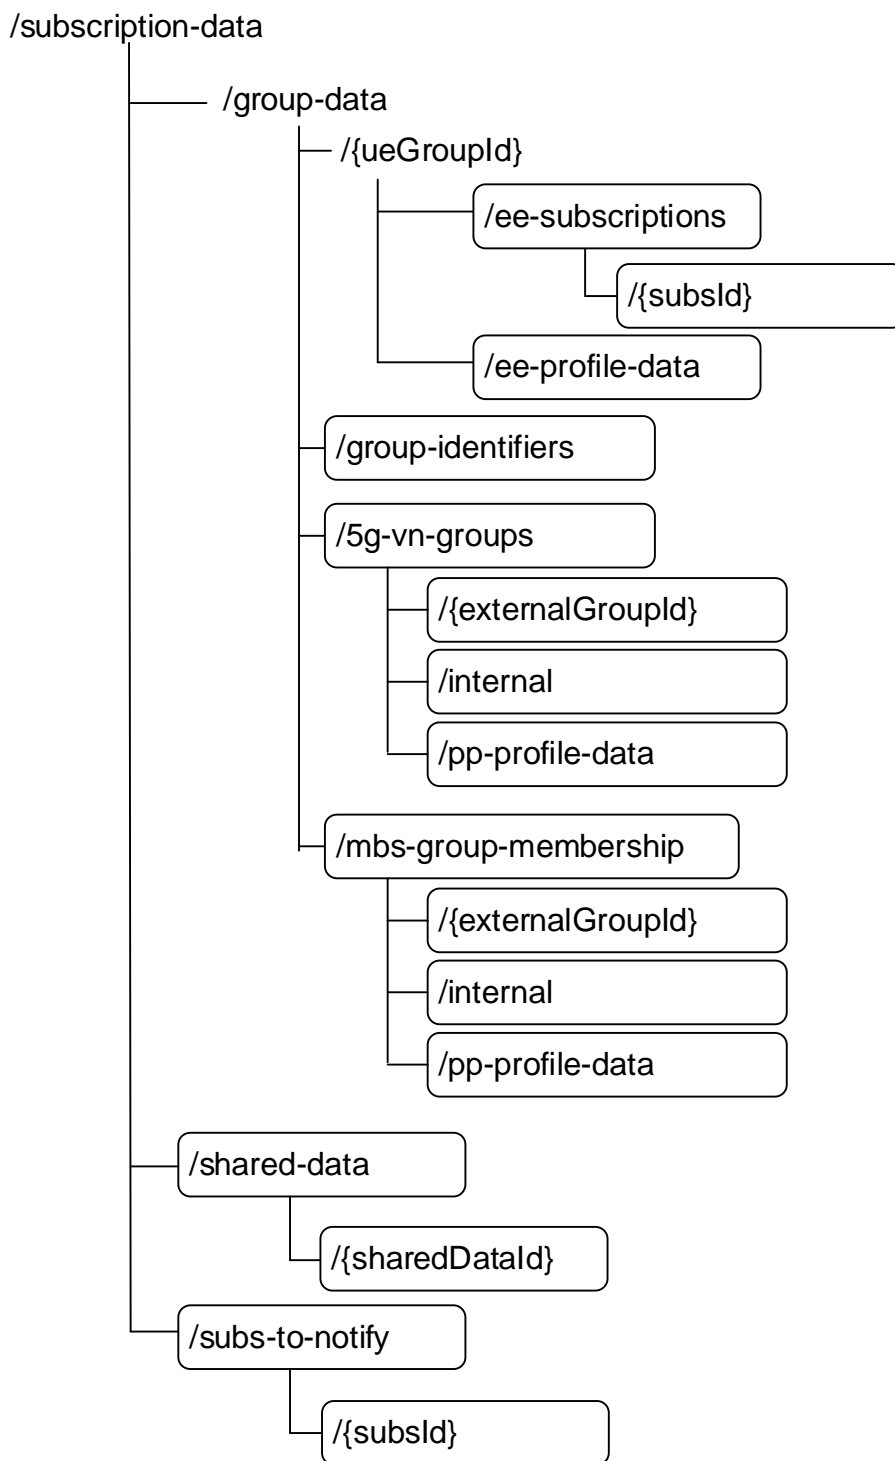 /subscription-data
/group-data
/{ueGroupId}
/ee-subscriptions
/{subsId}
/ee-profile-data
/group-identifiers
/5g-vn-groups
/{externalGroupId}
/internal
/pp-profile-data
/mbs-group-membership
/{externalGroupId}
/internal
/pp-profile-data
/shared-data
/{sharedDataId}
/subs-to-notify
/{subsId}